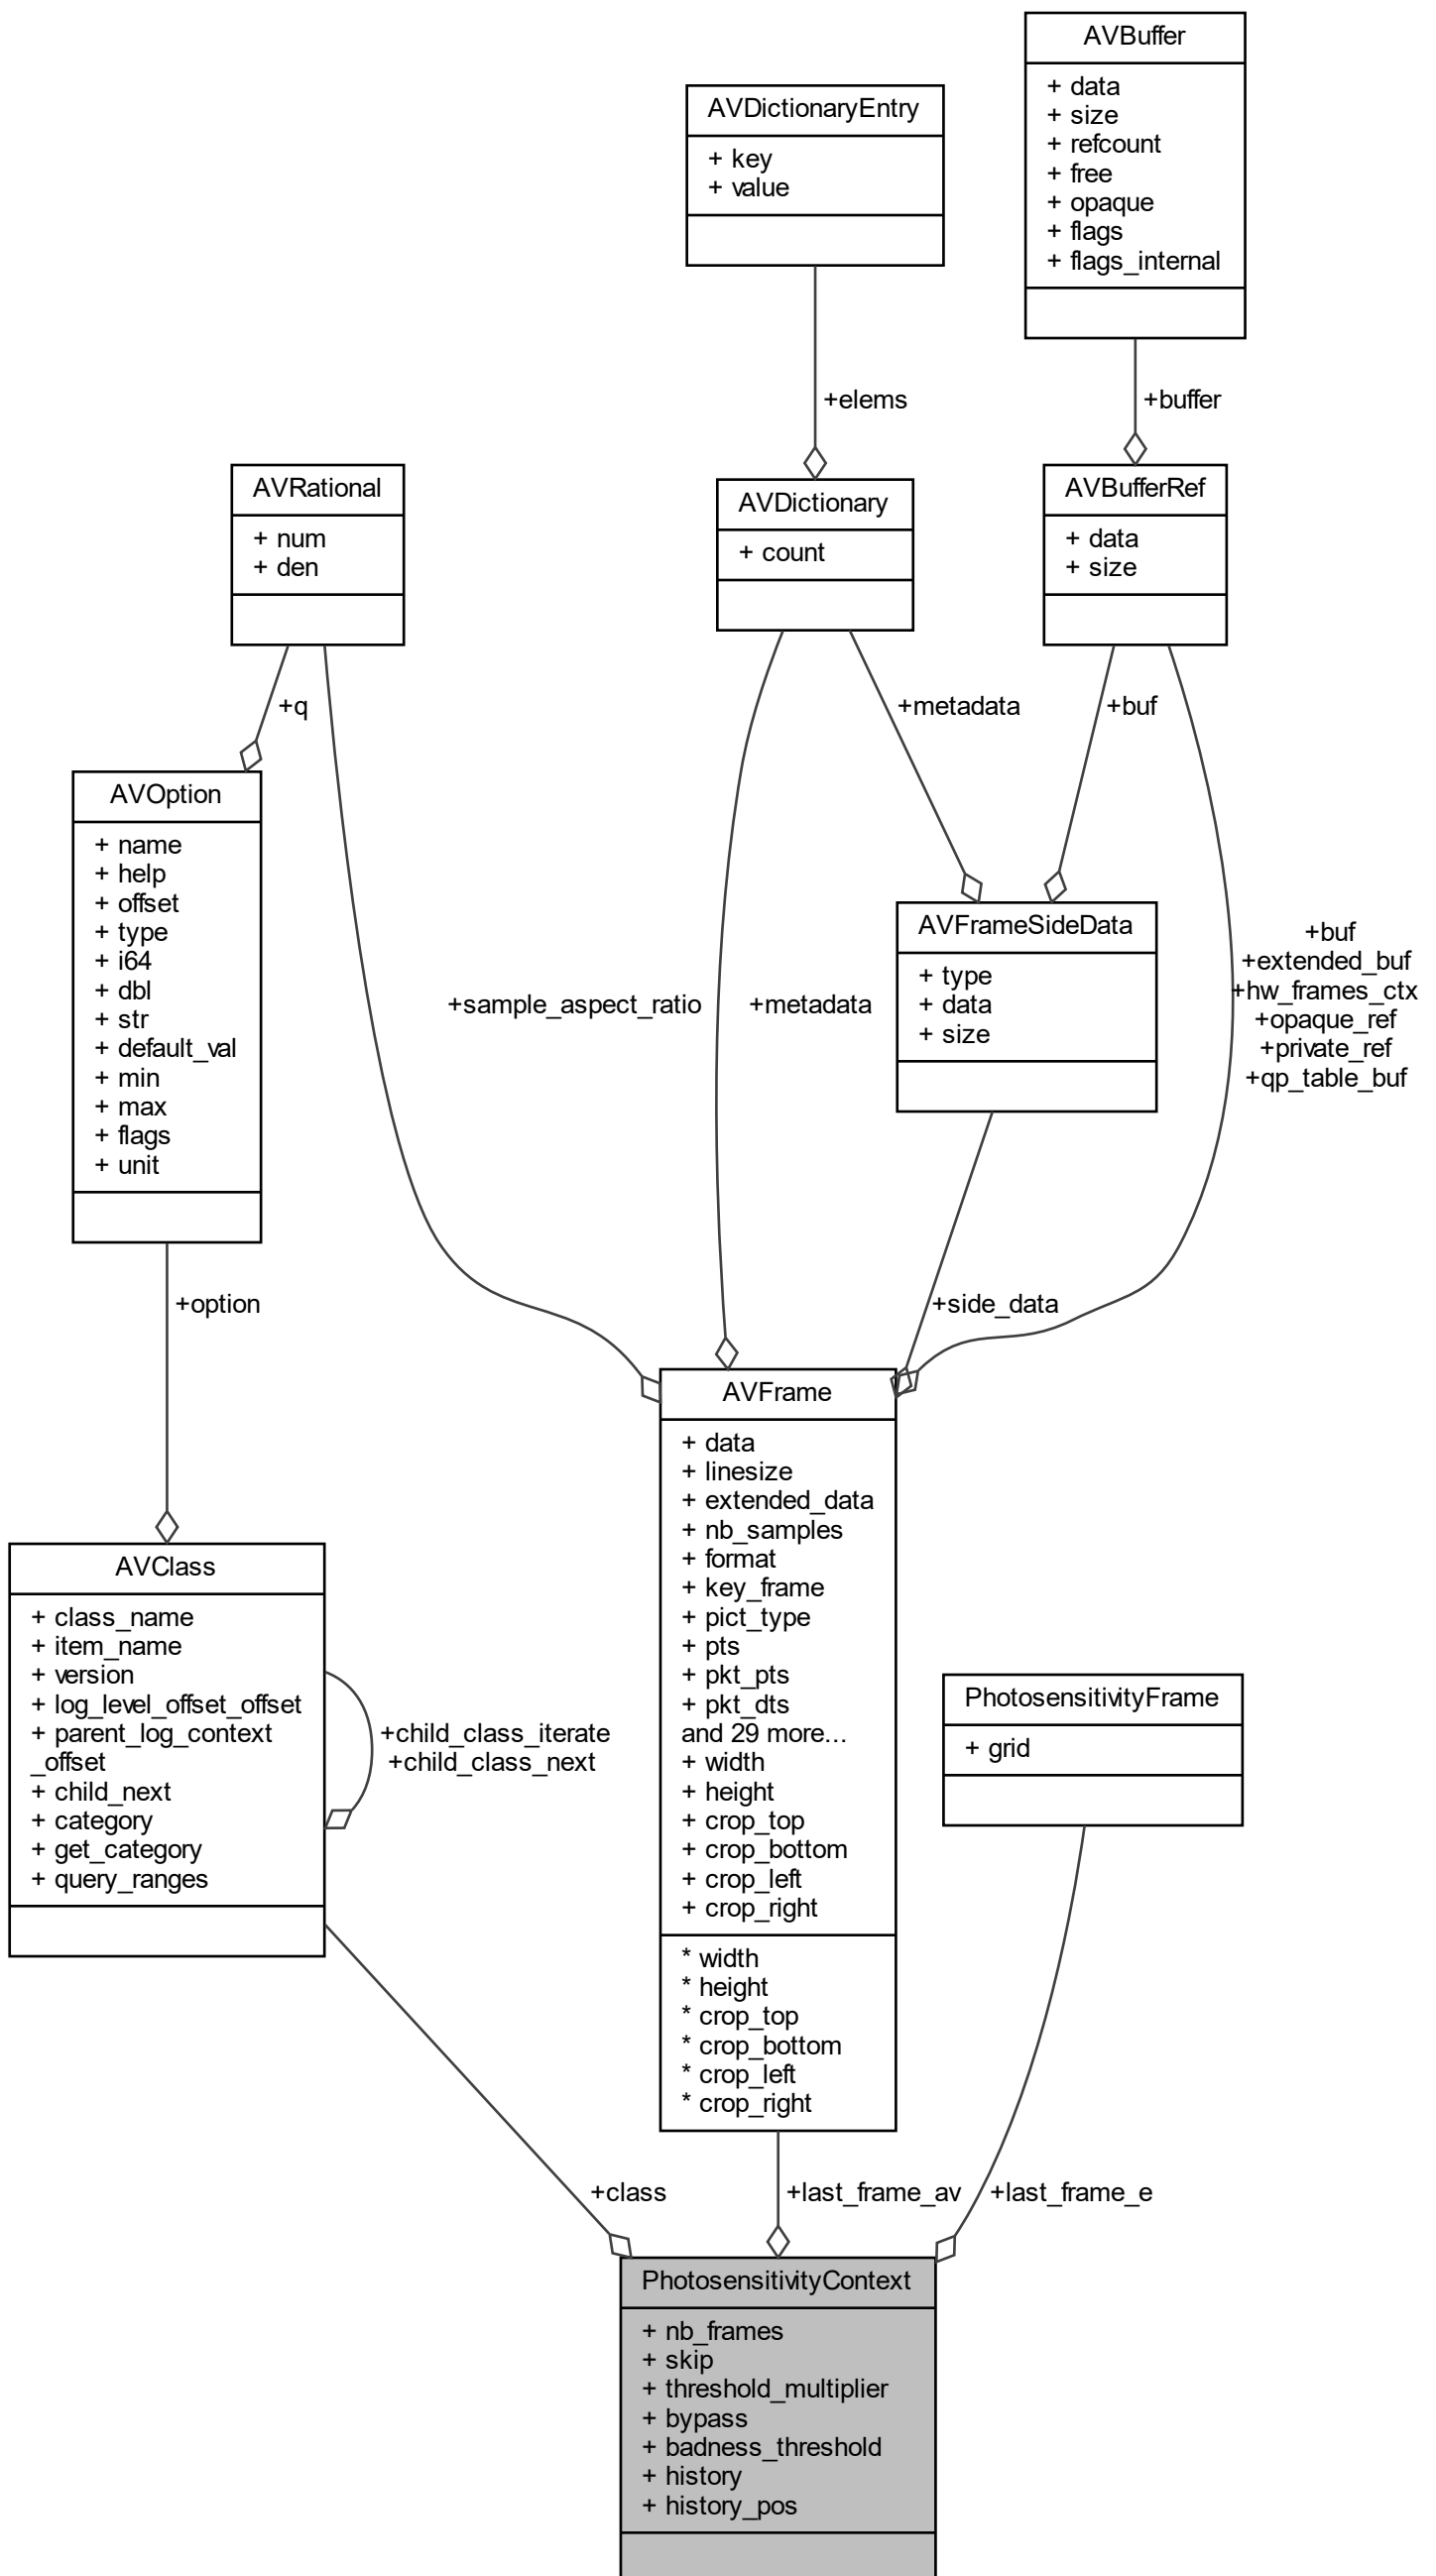 AVBuffer
+ data
+ size
+ refcount
+ free
+ opaque
+ flags
+ flags_internal
AVDictionaryEntry
+ key
+ value
+elems
+buffer
AVRational
+ num
+ den
AVDictionary
+ count
AVBufferRef
+ data
+ size
+q
+metadata
+buf
AVOption
+ name
+ help
+ offset
+ type
+ i64
+ dbl
+ str
+ default_val
+ min
+ max
+ flags
+ unit
+sample_aspect_ratio
+metadata
AVFrameSideData
+ type
+ data
+ size
+buf
+extended_buf
+hw_frames_ctx
+opaque_ref
+private_ref
+qp_table_buf
+option
+side_data
AVFrame
+ data
+ linesize
+ extended_data
+ nb_samples
+ format
+ key_frame
+ pict_type
+ pts
+ pkt_pts
+ pkt_dts
and 29 more...
+ width
+ height
+ crop_top
+ crop_bottom
+ crop_left
+ crop_right
* width
* height
* crop_top
* crop_bottom
* crop_left
* crop_right
AVClass
+ class_name
+ item_name
+ version
+ log_level_offset_offset
+ parent_log_context
_offset
+ child_next
+ category
+ get_category
+ query_ranges
+child_class_iterate
+child_class_next
PhotosensitivityFrame
+ grid
+class
+last_frame_av
+last_frame_e
PhotosensitivityContext
+ nb_frames
+ skip
+ threshold_multiplier
+ bypass
+ badness_threshold
+ history
+ history_pos